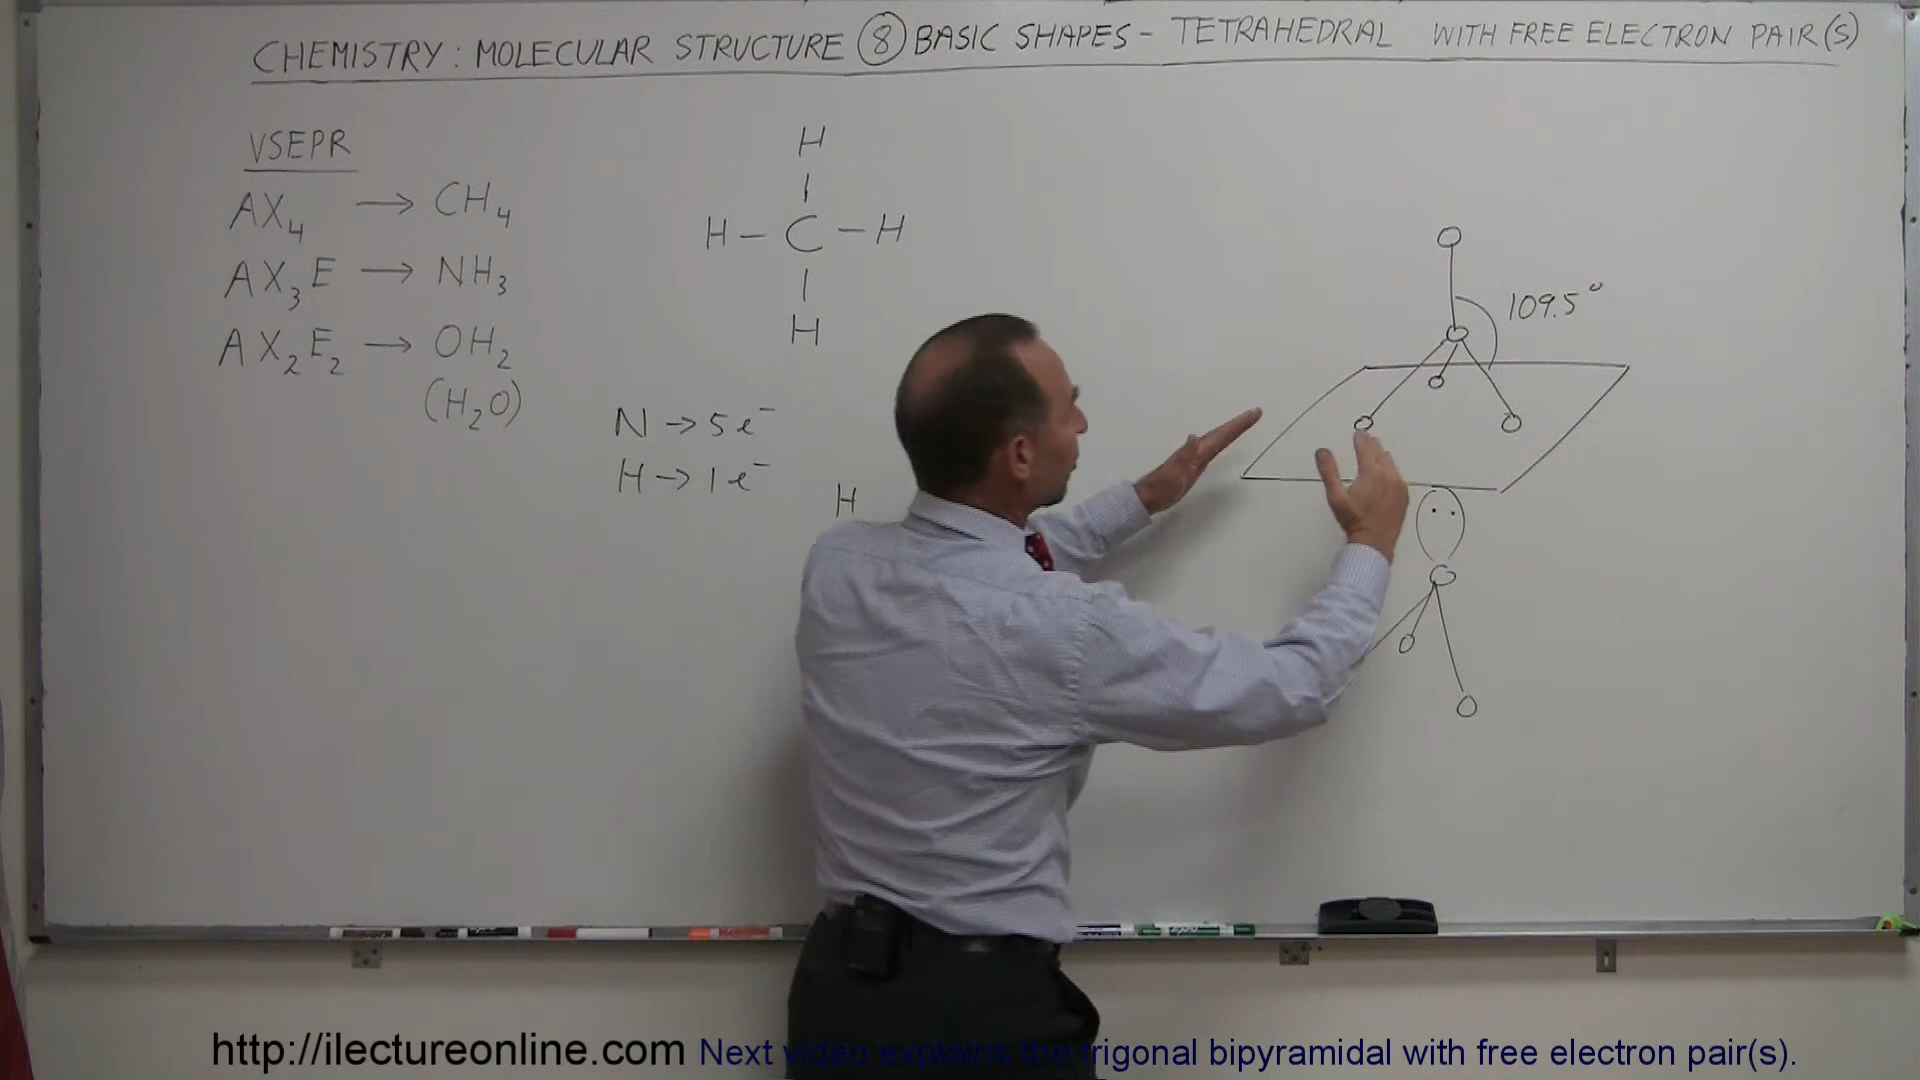 CHEMISTRY: MOLECULAR STRUCTURE ⑧ BASIC SHAPES - TETRAHEDRAL WITH FREE ELECTRON PAIR(S)
VSEPR
AX₄ → CH₄
AX₃E → NH₃
AX₂E₂ → OH₂
(H₂O)
H
H - C - H
H
N → 5e⁻
H → 1e⁻
H
109.5°
http://ilectureonline.com Next video explains the trigonal bipyramidal with free electron pair(s).